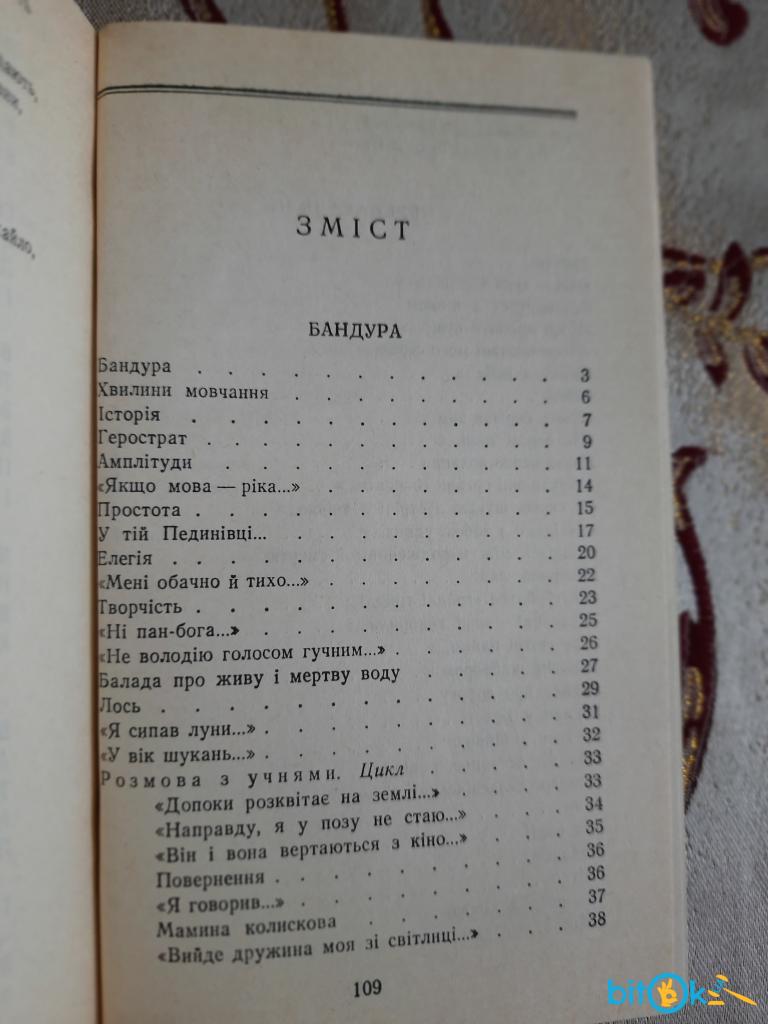 ають,
айло,
ЗМІСТ
БАНДУРА
Бандура . . . . . . . . . . . . 3
Хвилини мовчання . . . . . . . . . 6
Історія . . . . . . . . . . . . 7
Герострат . . . . . . . . . . . 9
Амплітуди . . . . . . . . . . . 11
«Якщо мова — ріка...» . . . . . . . . 14
Простота . . . . . . . . . . . . 15
У тій Пединівці... . . . . . . . . . 17
Елегія . . . . . . . . . . . . 20
«Мені обачно й тихо...» . . . . . . . 22
Творчість . . . . . . . . . . . . 23
«Ні пан-бога...» . . . . . . . . . . 25
«Не володію голосом гучним...» . . . . . 26
Балада про живу і мертву воду . . . . . 27
Лось . . . . . . . . . . . . . 29
«Я сипав луни...» . . . . . . . . . 31
«У вік шукань...» . . . . . . . . . 32
Розмова з учнями. Цикл . . . . . 33
«Допоки розквітає на землі...» . . . . 33
«Направду, я у позу не стаю...» . . . 34
«Він і вона вертаються з кіно...» . . . 35
Повернення . . . . . . . . . . 36
«Я говорив...» . . . . . . . . . 36
Мамина колискова . . . . . . . 37
«Вийде дружина моя зі світлиці...» . . . 38
109
bitok